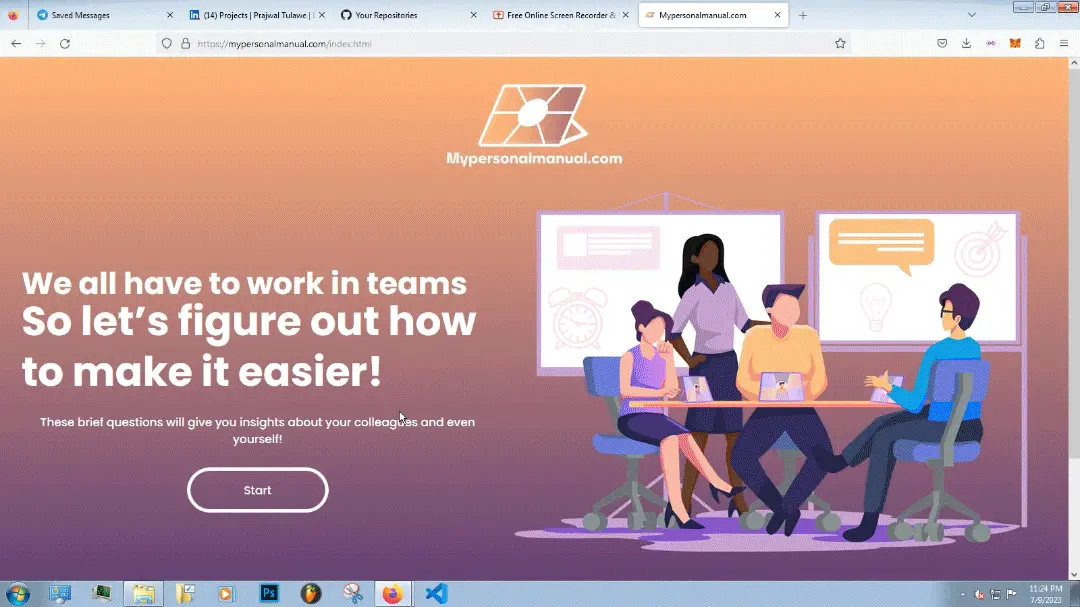 Saved Messages
(14) Projects | Prajwal Tulawe | L
Your Repositories
Free Online Screen Recorder &
Mypersonalmanual.com
https://mypersonalmanual.com/index.html
Mypersonalmanual.com
We all have to work in teams
So let's figure out how
to make it easier!
These brief questions will give you insights about your colleagues and even
yourself!
Start
Ps
11:24 PM
7/9/2023